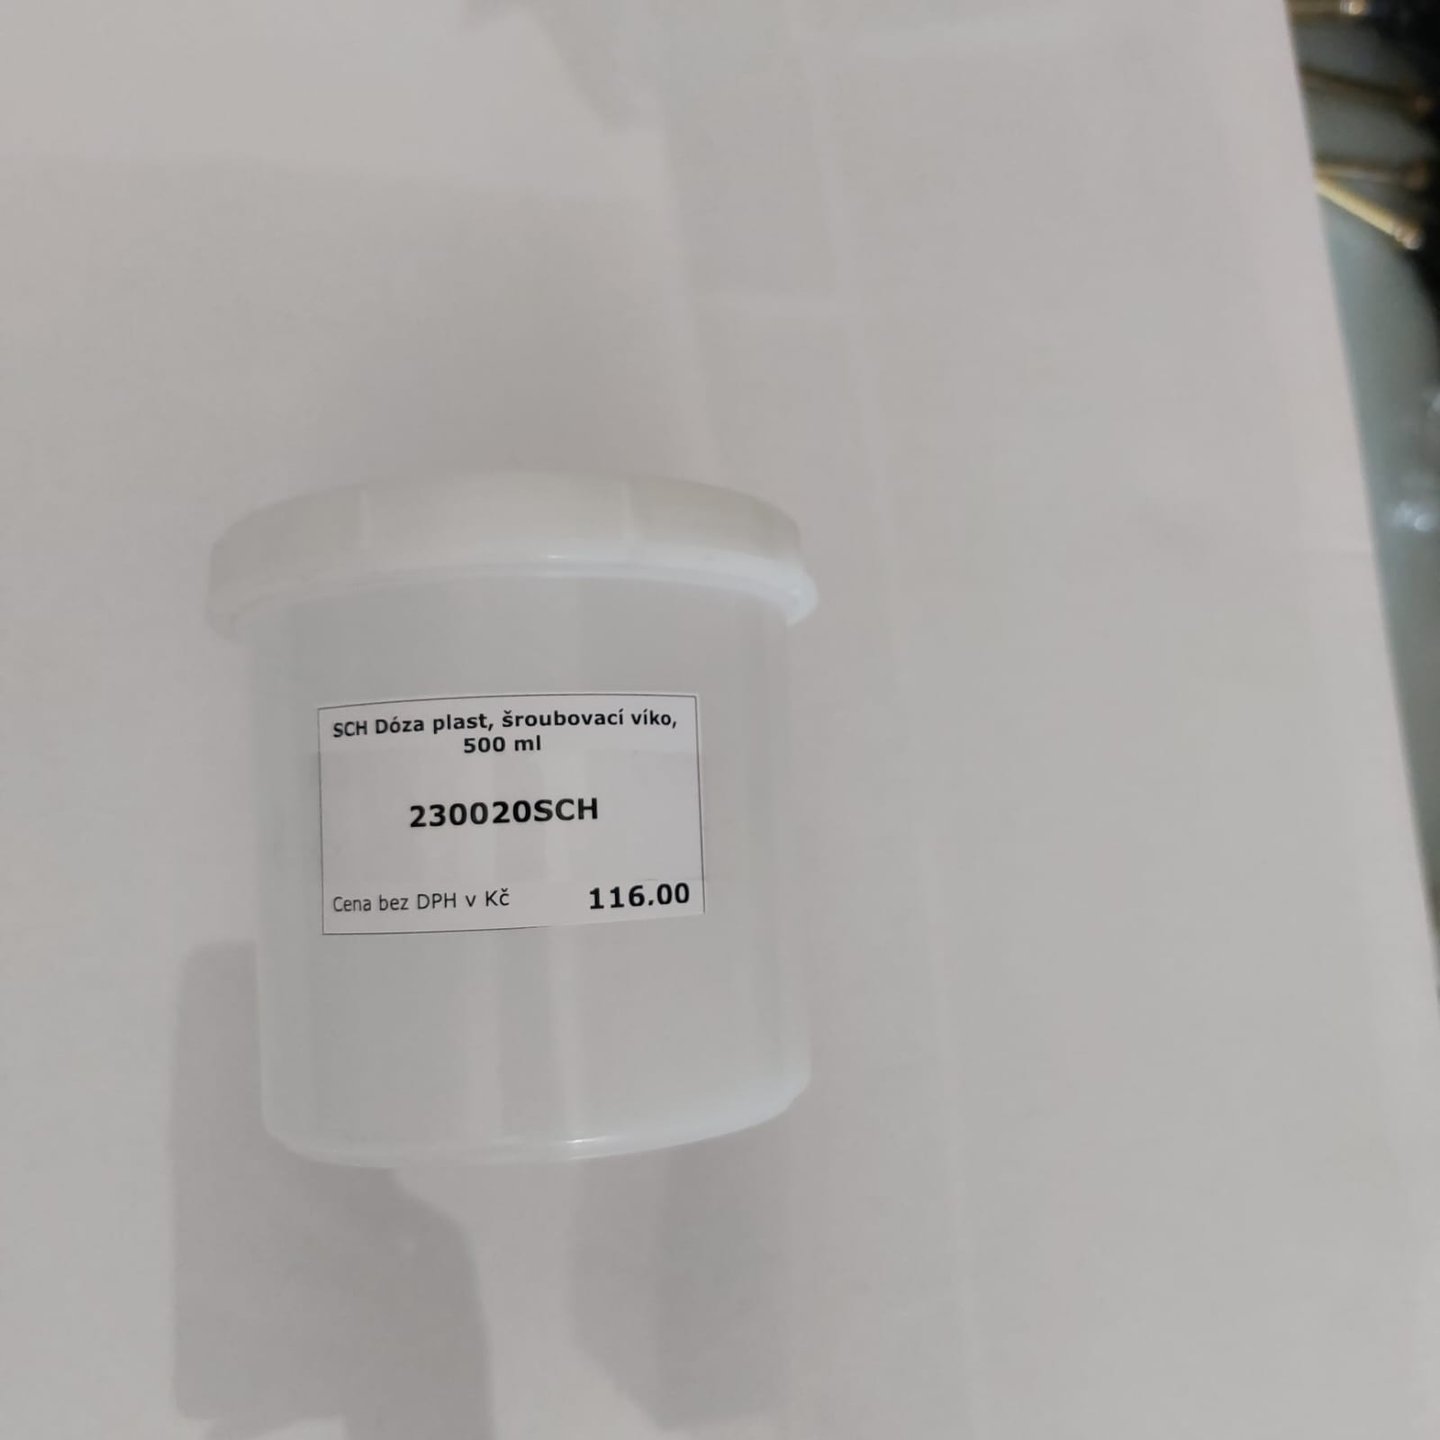 SCH Dóza plast, šroubovací víko,
500 ml
230020SCH
Cena bez DPH v Kč 116.00